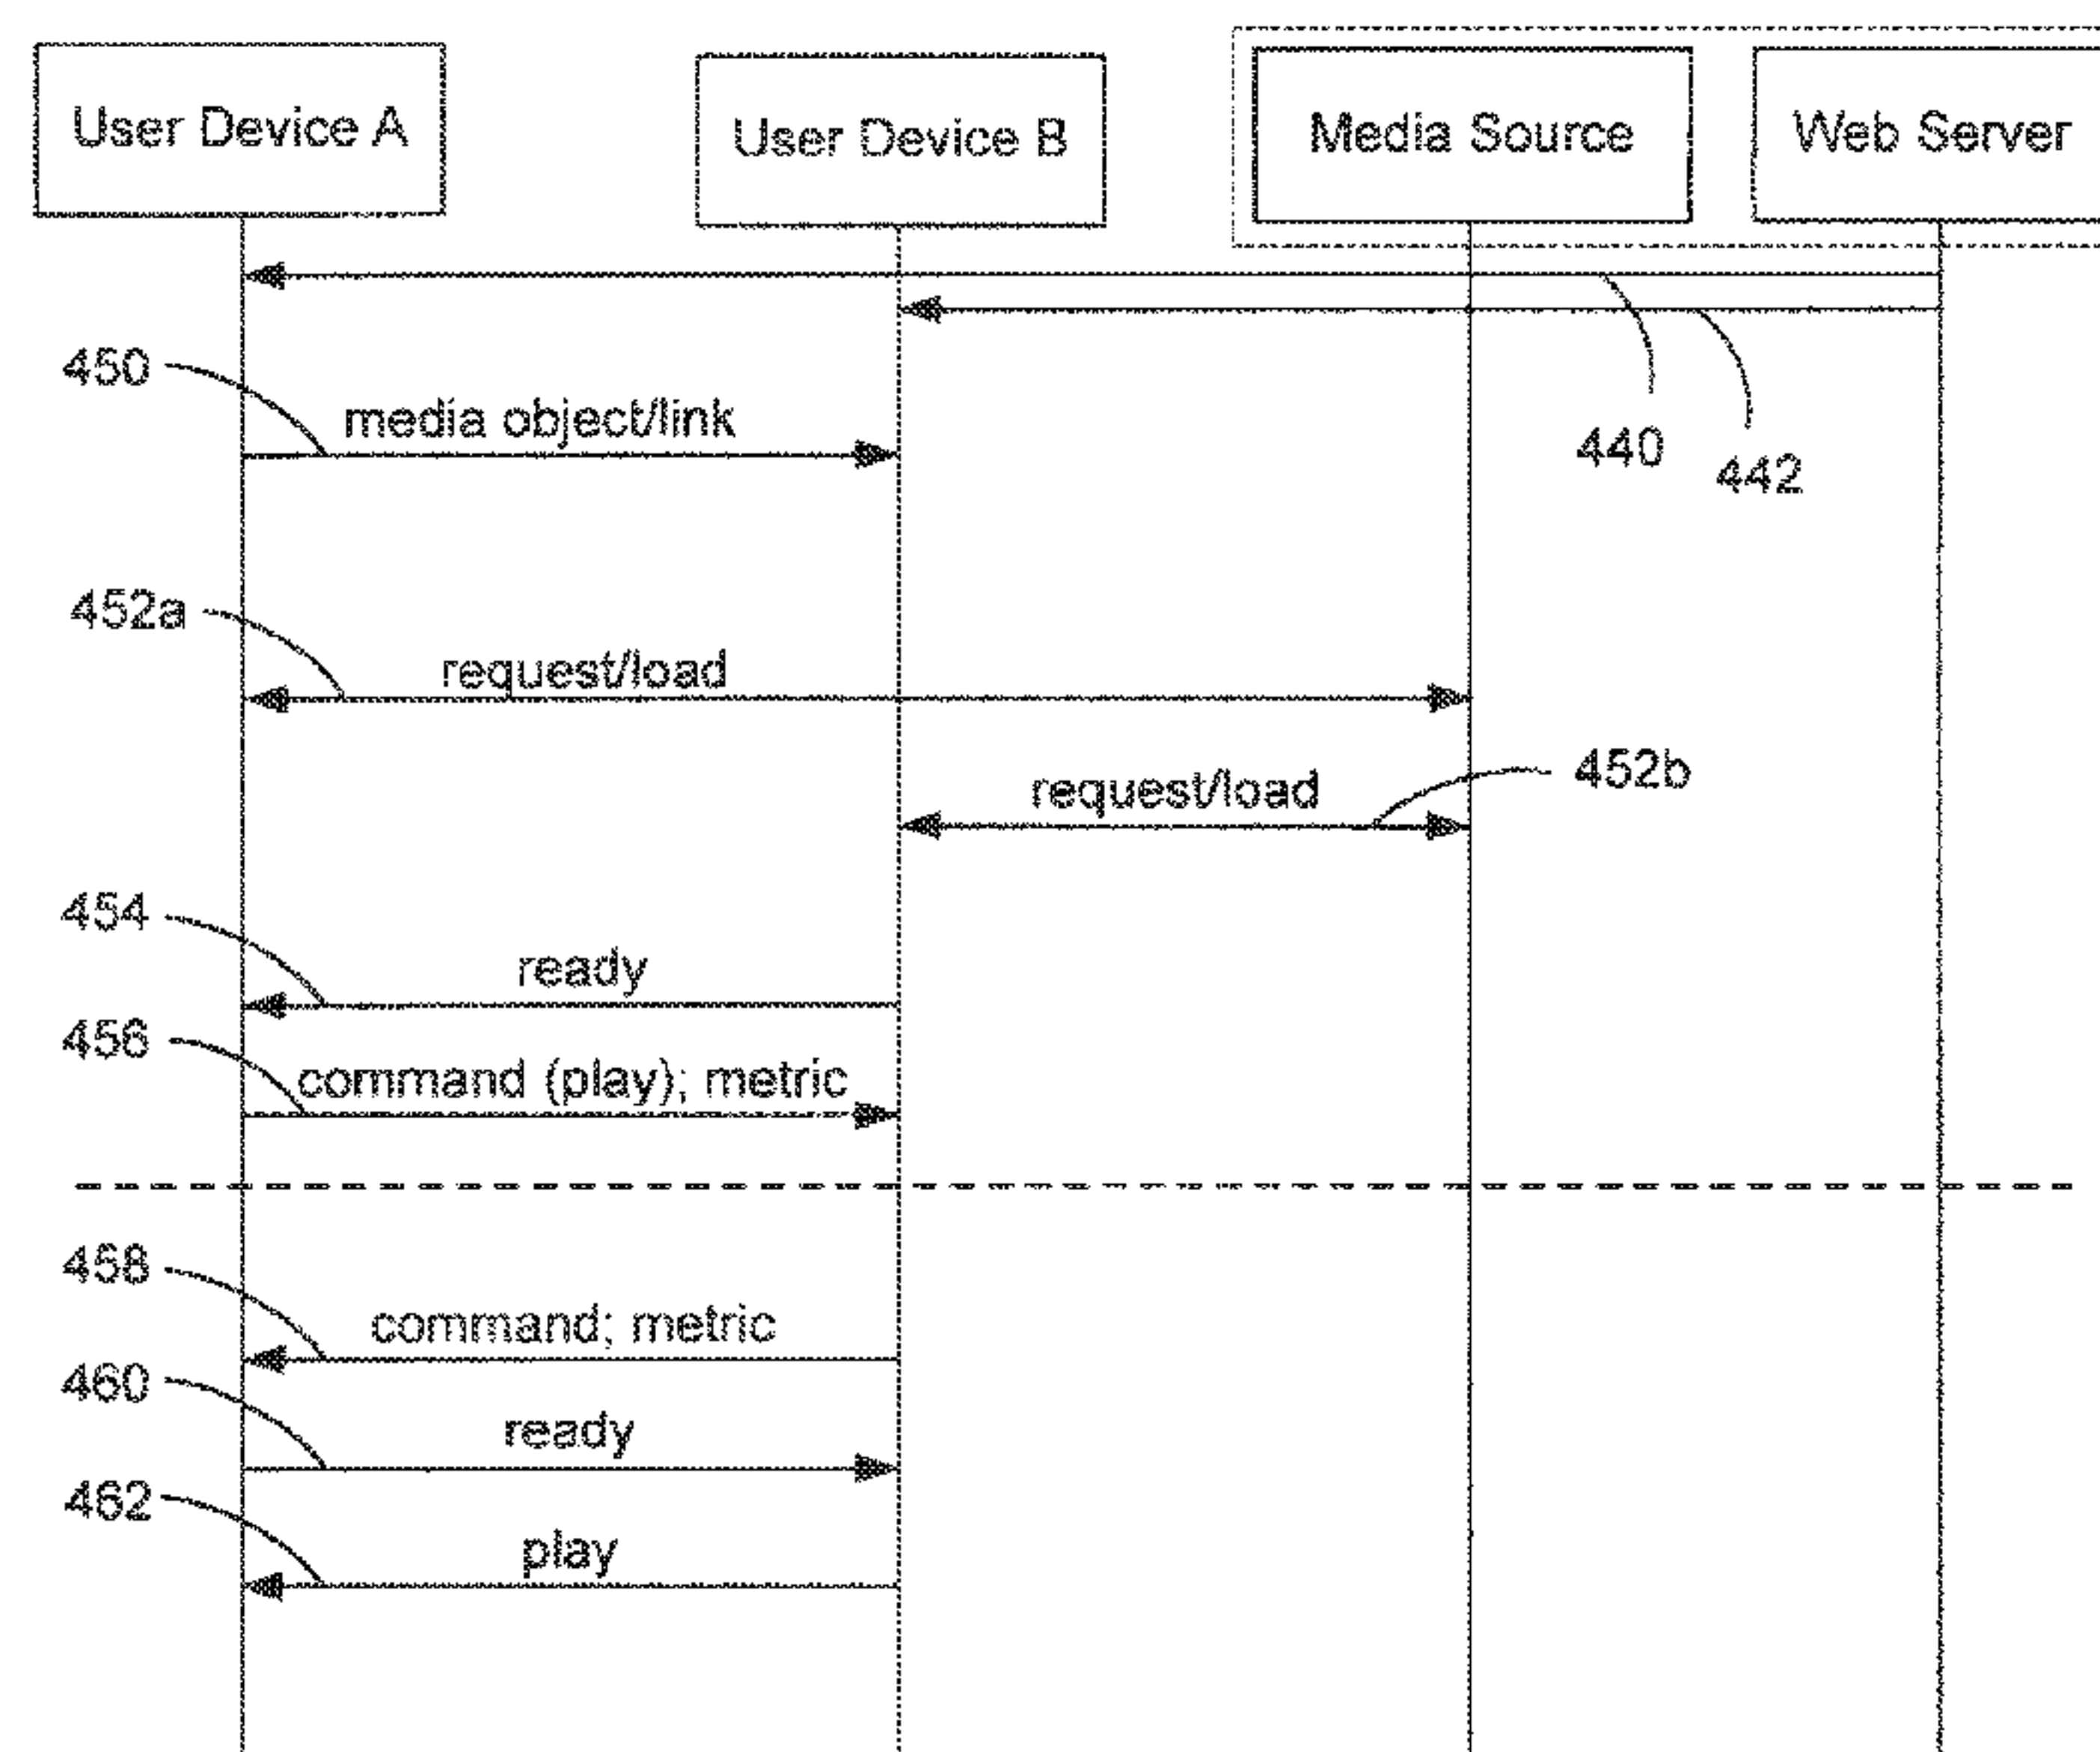 User Device A
User Device B
Media Source
Web Server
450
media object/link
440
442
452a
request/load
452b
request/load
454
ready
456
command (play); metric
458
command; metric
460
ready
462
play